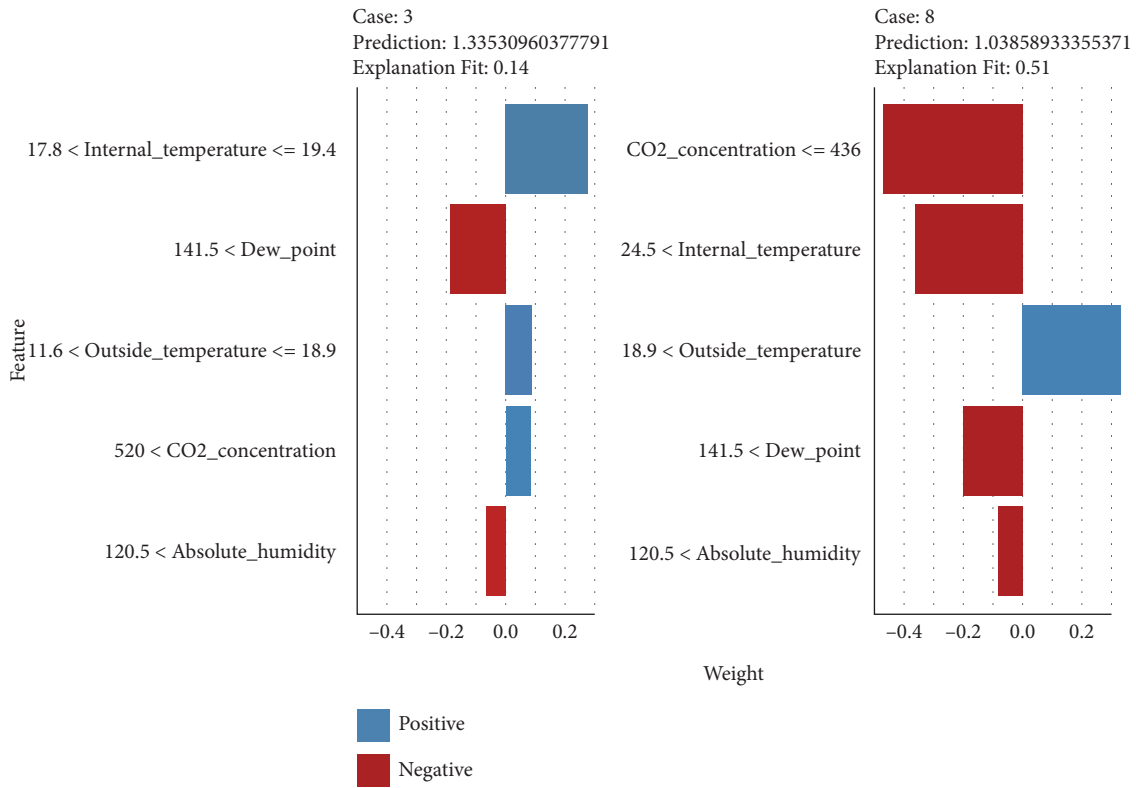 Case: 3
Prediction: 1.33530960377791
Explanation Fit: 0.14
Case: 8
Prediction: 1.03858933355371
Explanation Fit: 0.51
Feature
17.8 < Internal_temperature <= 19.4
141.5 < Dew_point
11.6 < Outside_temperature <= 18.9
520 < CO2_concentration
120.5 < Absolute_humidity
−0.4 −0.2 0.0 0.2
CO2_concentration <= 436
24.5 < Internal_temperature
18.9 < Outside_temperature
141.5 < Dew_point
120.5 < Absolute_humidity
−0.4 −0.2 0.0 0.2
Weight
Positive
Negative